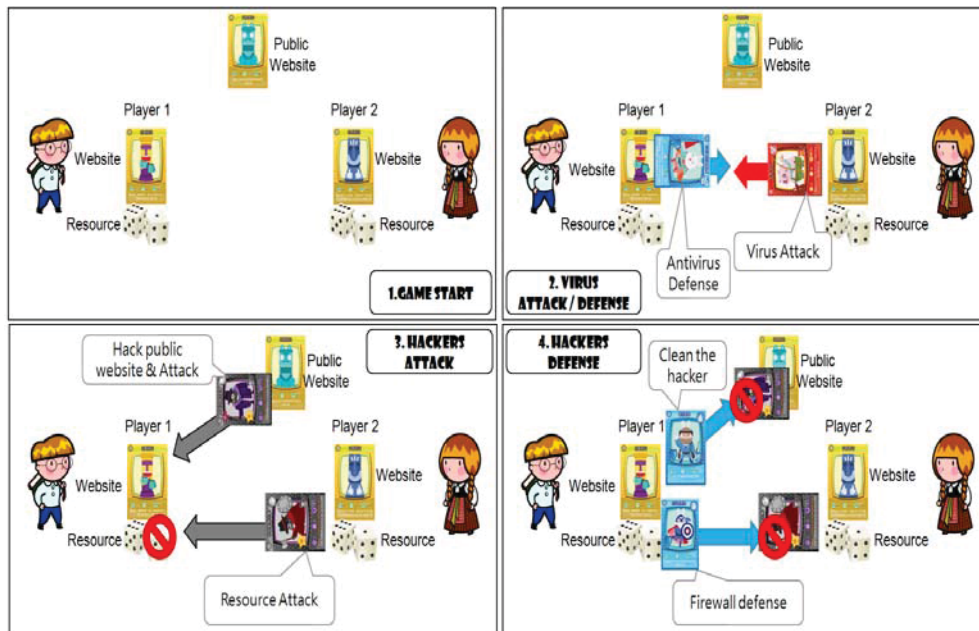 Public
Website
Player 1
Player 2
Website
Website
Resource
Resource
1.GAME START
Public
Website
Player 1
Player 2
Website
Website
Resource
Resource
Antivirus
Defense
Virus Attack
2. VIRUS
ATTACK / DEFENSE
Hack public
website & Attack
3. HACKERS
ATTACK
Public
Website
Player 1
Player 2
Website
Website
Resource
Resource
Resource Attack
4. HACKERS
DEFENSE
Clean the
hacker
Public
Website
Player 1
Player 2
Website
Website
Resource
Resource
Firewall defense